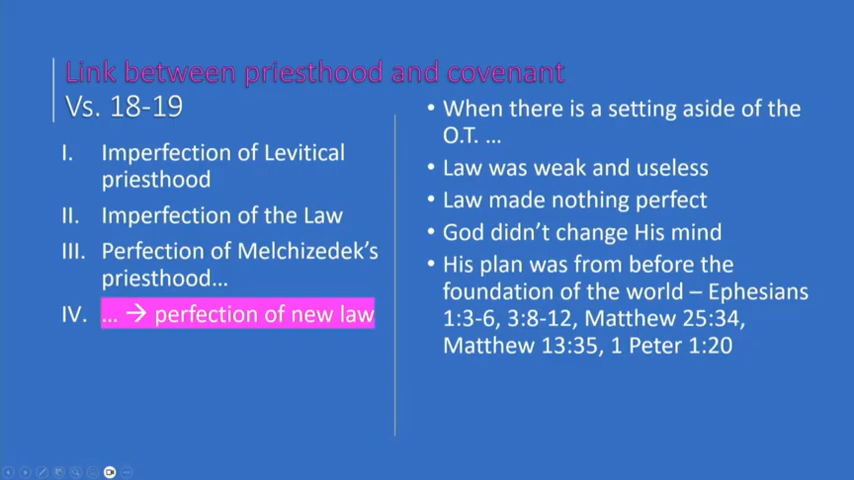 Link between priesthood and covenant
Vs. 18-19
I. Imperfection of Levitical
priesthood
II. Imperfection of the Law
III. Perfection of Melchizedek's
priesthood...
IV. ... → perfection of new law
• When there is a setting aside of the
O.T. ...
• Law was weak and useless
• Law made nothing perfect
• God didn't change His mind
• His plan was from before the
foundation of the world – Ephesians
1:3-6, 3:8-12, Matthew 25:34,
Matthew 13:35, 1 Peter 1:20